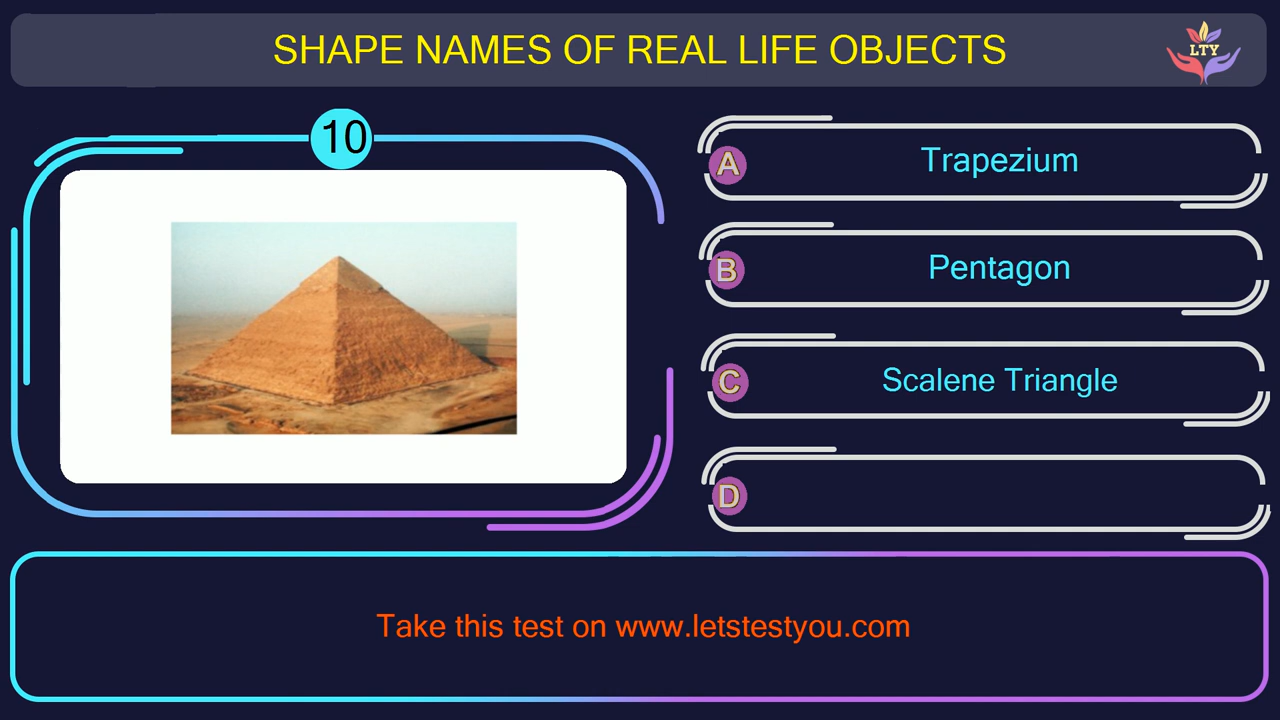 SHAPE NAMES OF REAL LIFE OBJECTS
LTY
10
A Trapezium
B Pentagon
C Scalene Triangle
D
Take this test on www.letstestyou.com